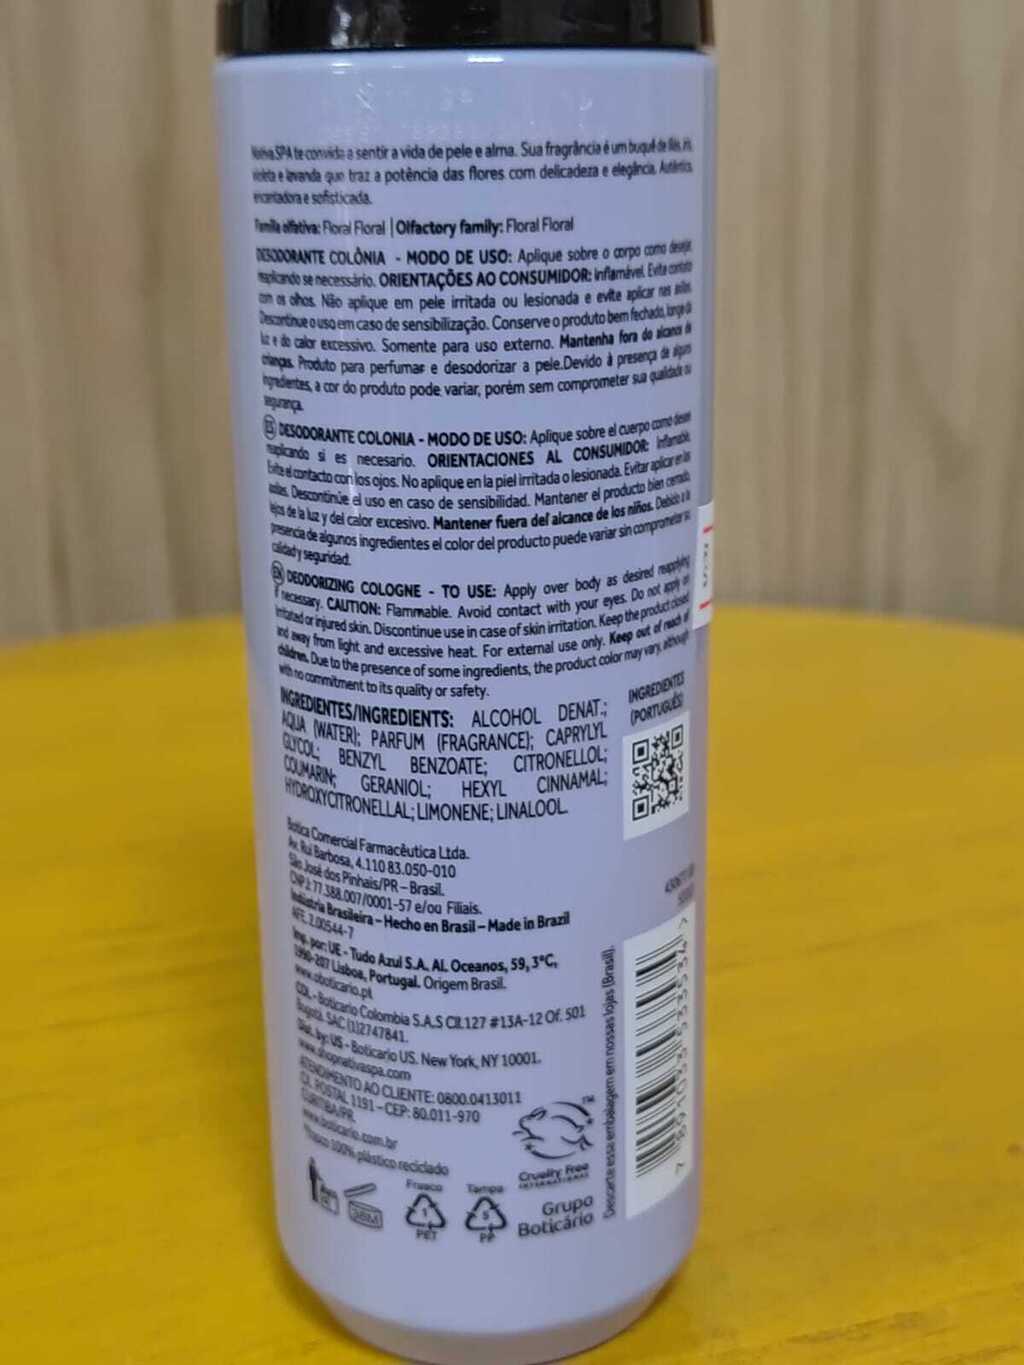 Nativa SPA te convida a sentir a vida de pele e alma. Sua fragrância é um buquê de lilás, íris,
violeta e lavanda que traz a potência das flores com delicadeza e elegância. Autêntica,
encantadora e sofisticada.
Família olfativa: Floral Floral | Olfactory family: Floral Floral
DESODORANTE COLÔNIA - MODO DE USO: Aplique sobre o corpo como desejar,
reaplicando se necessário. ORIENTAÇÕES AO CONSUMIDOR: Inflamável. Evite contato
com os olhos. Não aplique em pele irritada ou lesionada e evite aplicar nas axilas.
Descontinue o uso em caso de sensibilização. Conserve o produto bem fechado, longe da
luz e do calor excessivo. Somente para uso externo. Mantenha fora do alcance de
crianças. Produto para perfumar e desodorizar a pele.Devido à presença de alguns
ingredientes, a cor do produto pode variar, porém sem comprometer sua qualidade ou
segurança.
ES DESODORANTE COLONIA - MODO DE USO: Aplique sobre el cuerpo como desee
reaplicando si es necesario. ORIENTACIONES AL CONSUMIDOR: Inflamable.
Evite el contacto con los ojos. No aplique en la piel irritada o lesionada. Evitar aplicar en las
axilas. Descontinúe el uso en caso de sensibilidad. Mantener el producto bien cerrado,
lejos de la luz y del calor excesivo. Mantener fuera del alcance de los niños. Debido a la
presencia de algunos ingredientes el color del producto puede variar sin comprometer su
calidad y seguridad.
EN DEODORIZING COLOGNE - TO USE: Apply over body as desired reapplying
if necessary. CAUTION: Flammable. Avoid contact with your eyes. Do not apply on
irritated or injured skin. Discontinue use in case of skin irritation. Keep the product closed
and away from light and excessive heat. For external use only. Keep out of reach of
children. Due to the presence of some ingredients, the product color may vary, although
with no commitment to its quality or safety.
INGREDIENTES/INGREDIENTS: ALCOHOL DENAT.;
AQUA (WATER); PARFUM (FRAGRANCE); CAPRYLYL
GLYCOL; BENZYL BENZOATE; CITRONELLOL;
COUMARIN; GERANIOL; HEXYL CINNAMAL;
HYDROXYCITRONELLAL; LIMONENE; LINALOOL.
INGREDIENTES
(PORTUGUÊS)
Botica Comercial Farmacêutica Ltda.
Av. Rui Barbosa, 4.110 83.050-010
São José dos Pinhais/PR – Brasil.
CNPJ: 77.388.007/0001-57 e/ou Filiais.
Indústria Brasileira – Hecho en Brasil – Made in Brazil
AFE 2.00544-7
Imp. por: UE - Tudo Azul S.A. Al. Oceanos, 59, 3°C,
1990-207 Lisboa, Portugal. Origem Brasil.
www.oboticario.pt
COL - Boticario Colombia S.A.S Cll.127 #13A-12 Of. 501
Bogotá. SAC (1)2747841.
Dist. by: US - Boticario US. New York, NY 10001.
www.shopnativaspa.com
ATENDIMENTO AO CLIENTE: 0800.0413011
CX. POSTAL 1191 – CEP: 80.011-970
CURITIBA/PR.
www.boticario.com.br
*Frasco 100% plástico reciclado
36M
Frasco
1
PET
Tampa
5
PP
Cruelty Free
INTERNATIONAL
TM
Grupo
Boticário
Descarte essa embalagem em nossas lojas (Brasil).